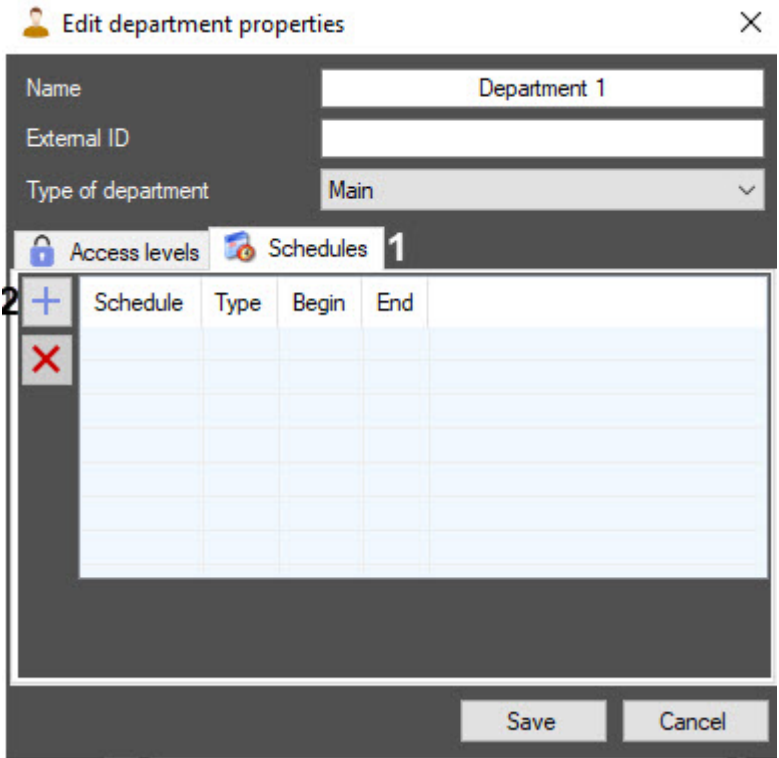 Edit department properties
Name Department 1
External ID
Type of department Main
Access levels Schedules 1
2 Schedule Type Begin End
Save Cancel